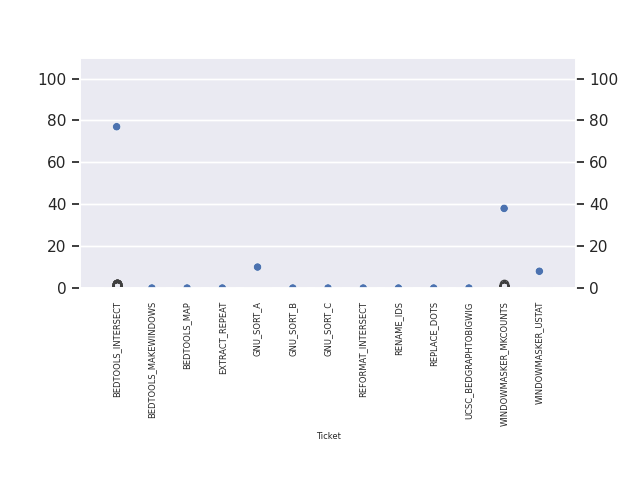 100
80
60
40
20
0
100
80
60
40
20
0
BEDTOOLS_INTERSECT
BEDTOOLS_MAKEWINDOWS
BEDTOOLS_MAP
EXTRACT_REPEAT
GNU_SORT_A
GNU_SORT_B
GNU_SORT_C
REFORMAT_INTERSECT
RENAME_IDS
REPLACE_DOTS
UCSC_BEDGRAPHTOBIGWIG
WINDOWMASKER_MKCOUNTS
WINDOWMASKER_USTAT
Ticket